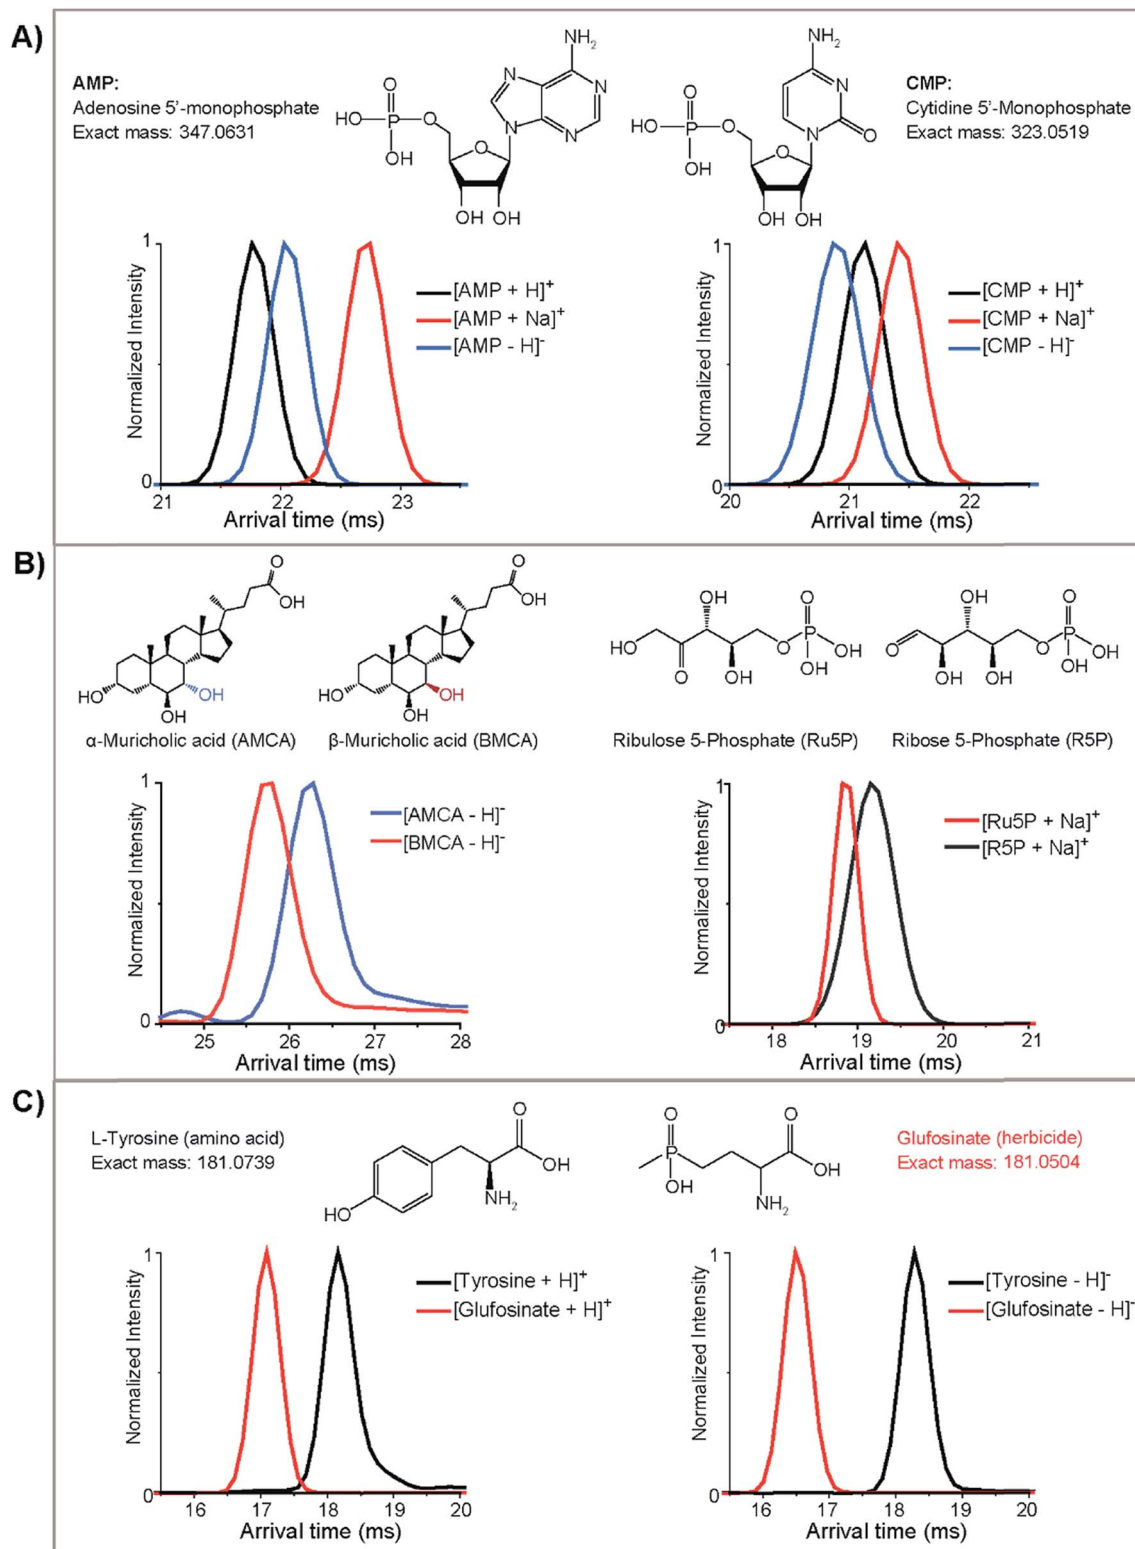 A)
AMP:
Adenosine 5'-monophosphate
Exact mass: 347.0631
NH2
N
N
N
N
O
HO P O
OH
O
OH OH
NH2
N
N O
O
HO P O
OH
O
OH OH
CMP:
Cytidine 5'-Monophosphate
Exact mass: 323.0519
Normalized Intensity
1
0
[AMP + H]+
[AMP + Na]+
[AMP - H]-
21 22 23
Arrival time (ms)
Normalized Intensity
1
0
[CMP + H]+
[CMP + Na]+
[CMP - H]-
20 21 22
Arrival time (ms)
B)
O
OH
HO
OH
OH
α-Muricholic acid (AMCA)
O
OH
HO
OH
OH
β-Muricholic acid (BMCA)
OH O
HO O P OH
O OH OH
Ribulose 5-Phosphate (Ru5P)
OH O
O O P OH
OH OH OH
Ribose 5-Phosphate (R5P)
Normalized Intensity
1
0
[AMCA - H]-
[BMCA - H]-
25 26 27 28
Arrival time (ms)
Normalized Intensity
1
0
[Ru5P + Na]+
[R5P + Na]+
18 19 20 21
Arrival time (ms)
C)
L-Tyrosine (amino acid)
Exact mass: 181.0739
O
OH
NH2
HO
O O
P OH
OH NH2
Glufosinate (herbicide)
Exact mass: 181.0504
Normalized Intensity
1
0
[Tyrosine + H]+
[Glufosinate + H]+
16 17 18 19 20
Arrival time (ms)
Normalized Intensity
1
0
[Tyrosine - H]-
[Glufosinate - H]-
16 17 18 19 20
Arrival time (ms)